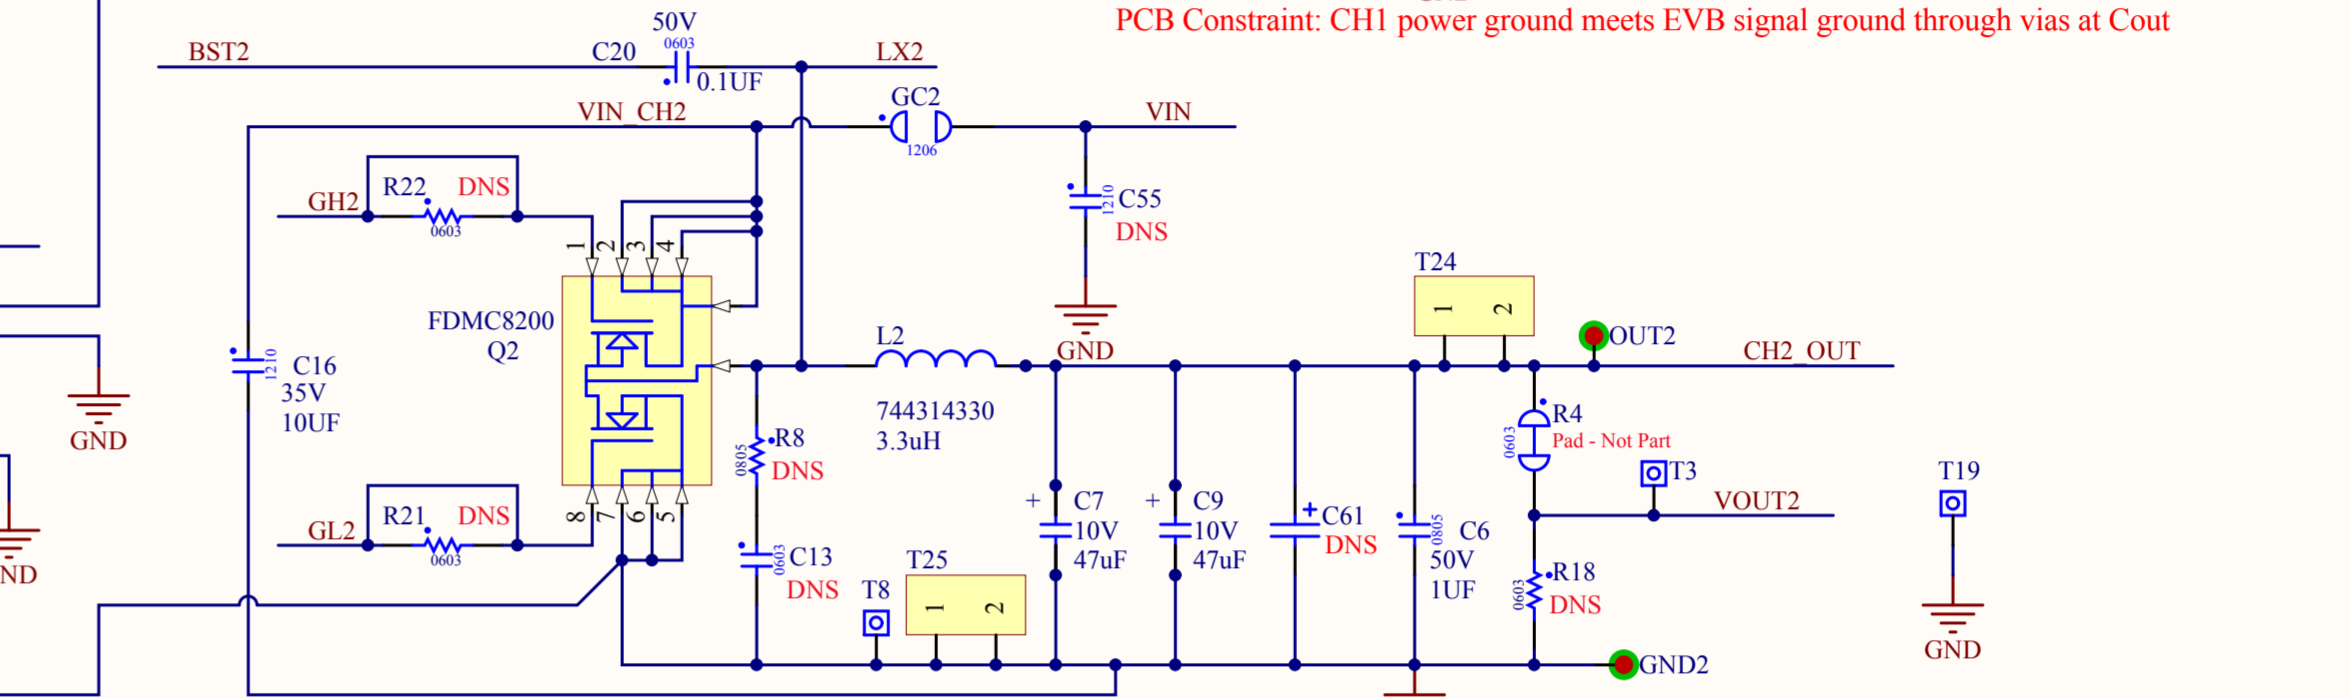 PCB Constraint: CH1 power ground meets EVB signal ground through vias at Cout
50V
BST2
C20
0603
LX2
0.1UF
GC2
VIN_CH2
VIN
1206
R22
DNS
GH2
0603
1210
C55
DNS
1
2
3
4
T24
1
2
FDMC8200
Q2
L2
GND
OUT2
CH2_OUT
1210
C16
35V
10UF
GND
744314330
3.3uH
R4
0603
Pad - Not Part
R8
0805
DNS
T3
T19
VOUT2
R21
DNS
GL2
0603
8
7
6
5
+
C7
10V
47uF
+
C9
10V
47uF
+
C61
DNS
0805
C6
50V
1UF
0603
C13
DNS
T8
T25
1
2
R18
0603
DNS
ND
GND
GND2